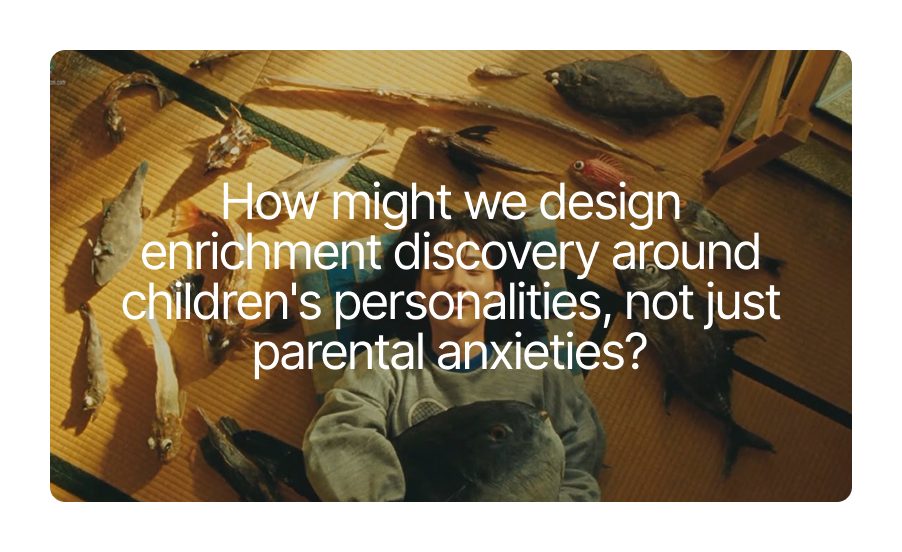 How might we design
enrichment discovery around
children's personalities, not just
parental anxieties?